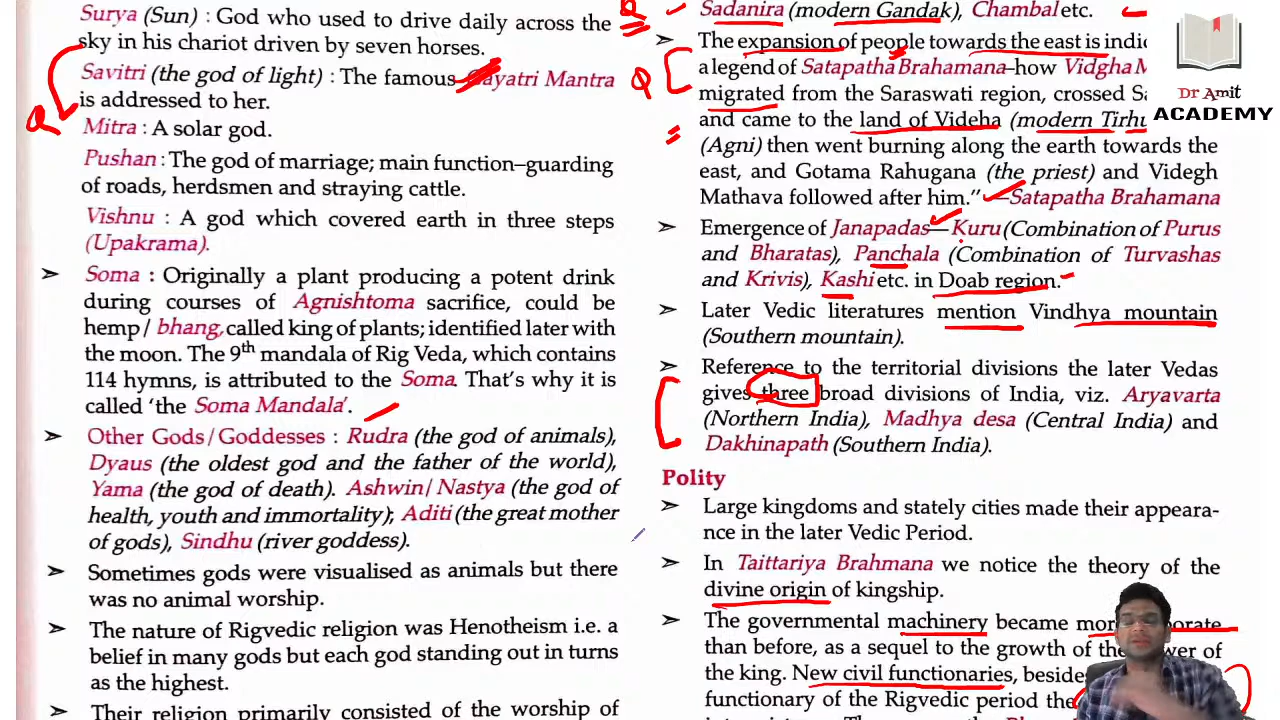 Surya (Sun) : God who used to drive daily across the
sky in his chariot driven by seven horses.
Savitri (the god of light) : The famous Gayatri Mantra
is addressed to her.
Mitra : A solar god.
Pushan : The god of marriage; main function–guarding
of roads, herdsmen and straying cattle.
Vishnu : A god which covered earth in three steps
(Upakrama).
➢ Soma : Originally a plant producing a potent drink
during courses of Agnishtoma sacrifice, could be
hemp/ bhang, called king of plants; identified later with
the moon. The 9th mandala of Rig Veda, which contains
114 hymns, is attributed to the Soma. That's why it is
called 'the Soma Mandala'.
➢ Other Gods/Goddesses : Rudra (the god of animals),
Dyaus (the oldest god and the father of the world),
Yama (the god of death). Ashwin/Nastya (the god of
health, youth and immortality); Aditi (the great mother
of gods), Sindhu (river goddess).
➢ Sometimes gods were visualised as animals but there
was no animal worship.
➢ The nature of Rigvedic religion was Henotheism i.e. a
belief in many gods but each god standing out in turns
as the highest.
➢ Their religion primarily consisted of the worship of
Q
Q
Q
Sadanira (modern Gandak), Chambal etc.
➢ The expansion of people towards the east is indic
a legend of Satapatha Brahamana–how Vidgha M
migrated from the Saraswati region, crossed Sa
and came to the land of Videha (modern Tirhu
(Agni) then went burning along the earth towards the
east, and Gotama Rahugana (the priest) and Videgh
Mathava followed after him." –Satapatha Brahamana
➢ Emergence of Janapadas–Kuru (Combination of Purus
and Bharatas), Panchala (Combination of Turvashas
and Krivis), Kashi etc. in Doab region.
➢ Later Vedic literatures mention Vindhya mountain
(Southern mountain).
➢ Reference to the territorial divisions the later Vedas
gives three broad divisions of India, viz. Aryavarta
(Northern India), Madhya desa (Central India) and
Dakhinapath (Southern India).
Polity
➢ Large kingdoms and stately cities made their appeara-
nce in the later Vedic Period.
➢ In Taittariya Brahmana we notice the theory of the
divine origin of kingship.
➢ The governmental machinery became more orate
than before, as a sequel to the growth of the wer of
the king. New civil functionaries, besides
functionary of the Rigvedic period the
Dr Amit
ACADEMY